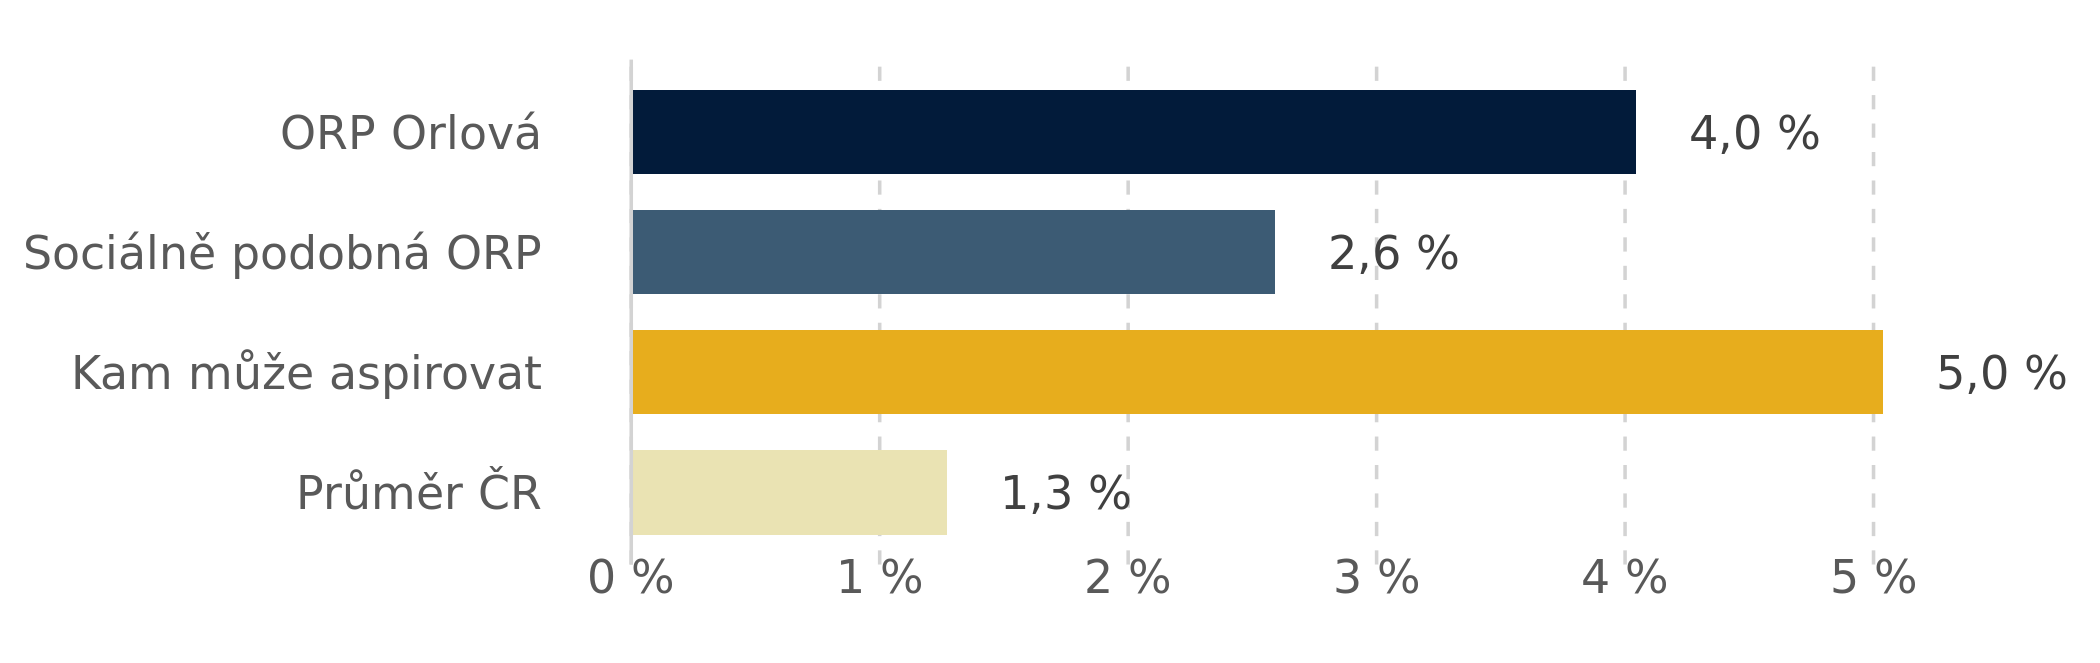 ORP Orlová 4,0 %
Sociálně podobná ORP 2,6 %
Kam může aspirovat 5,0 %
Průměr ČR 1,3 %
0 % 1 % 2 % 3 % 4 % 5 %